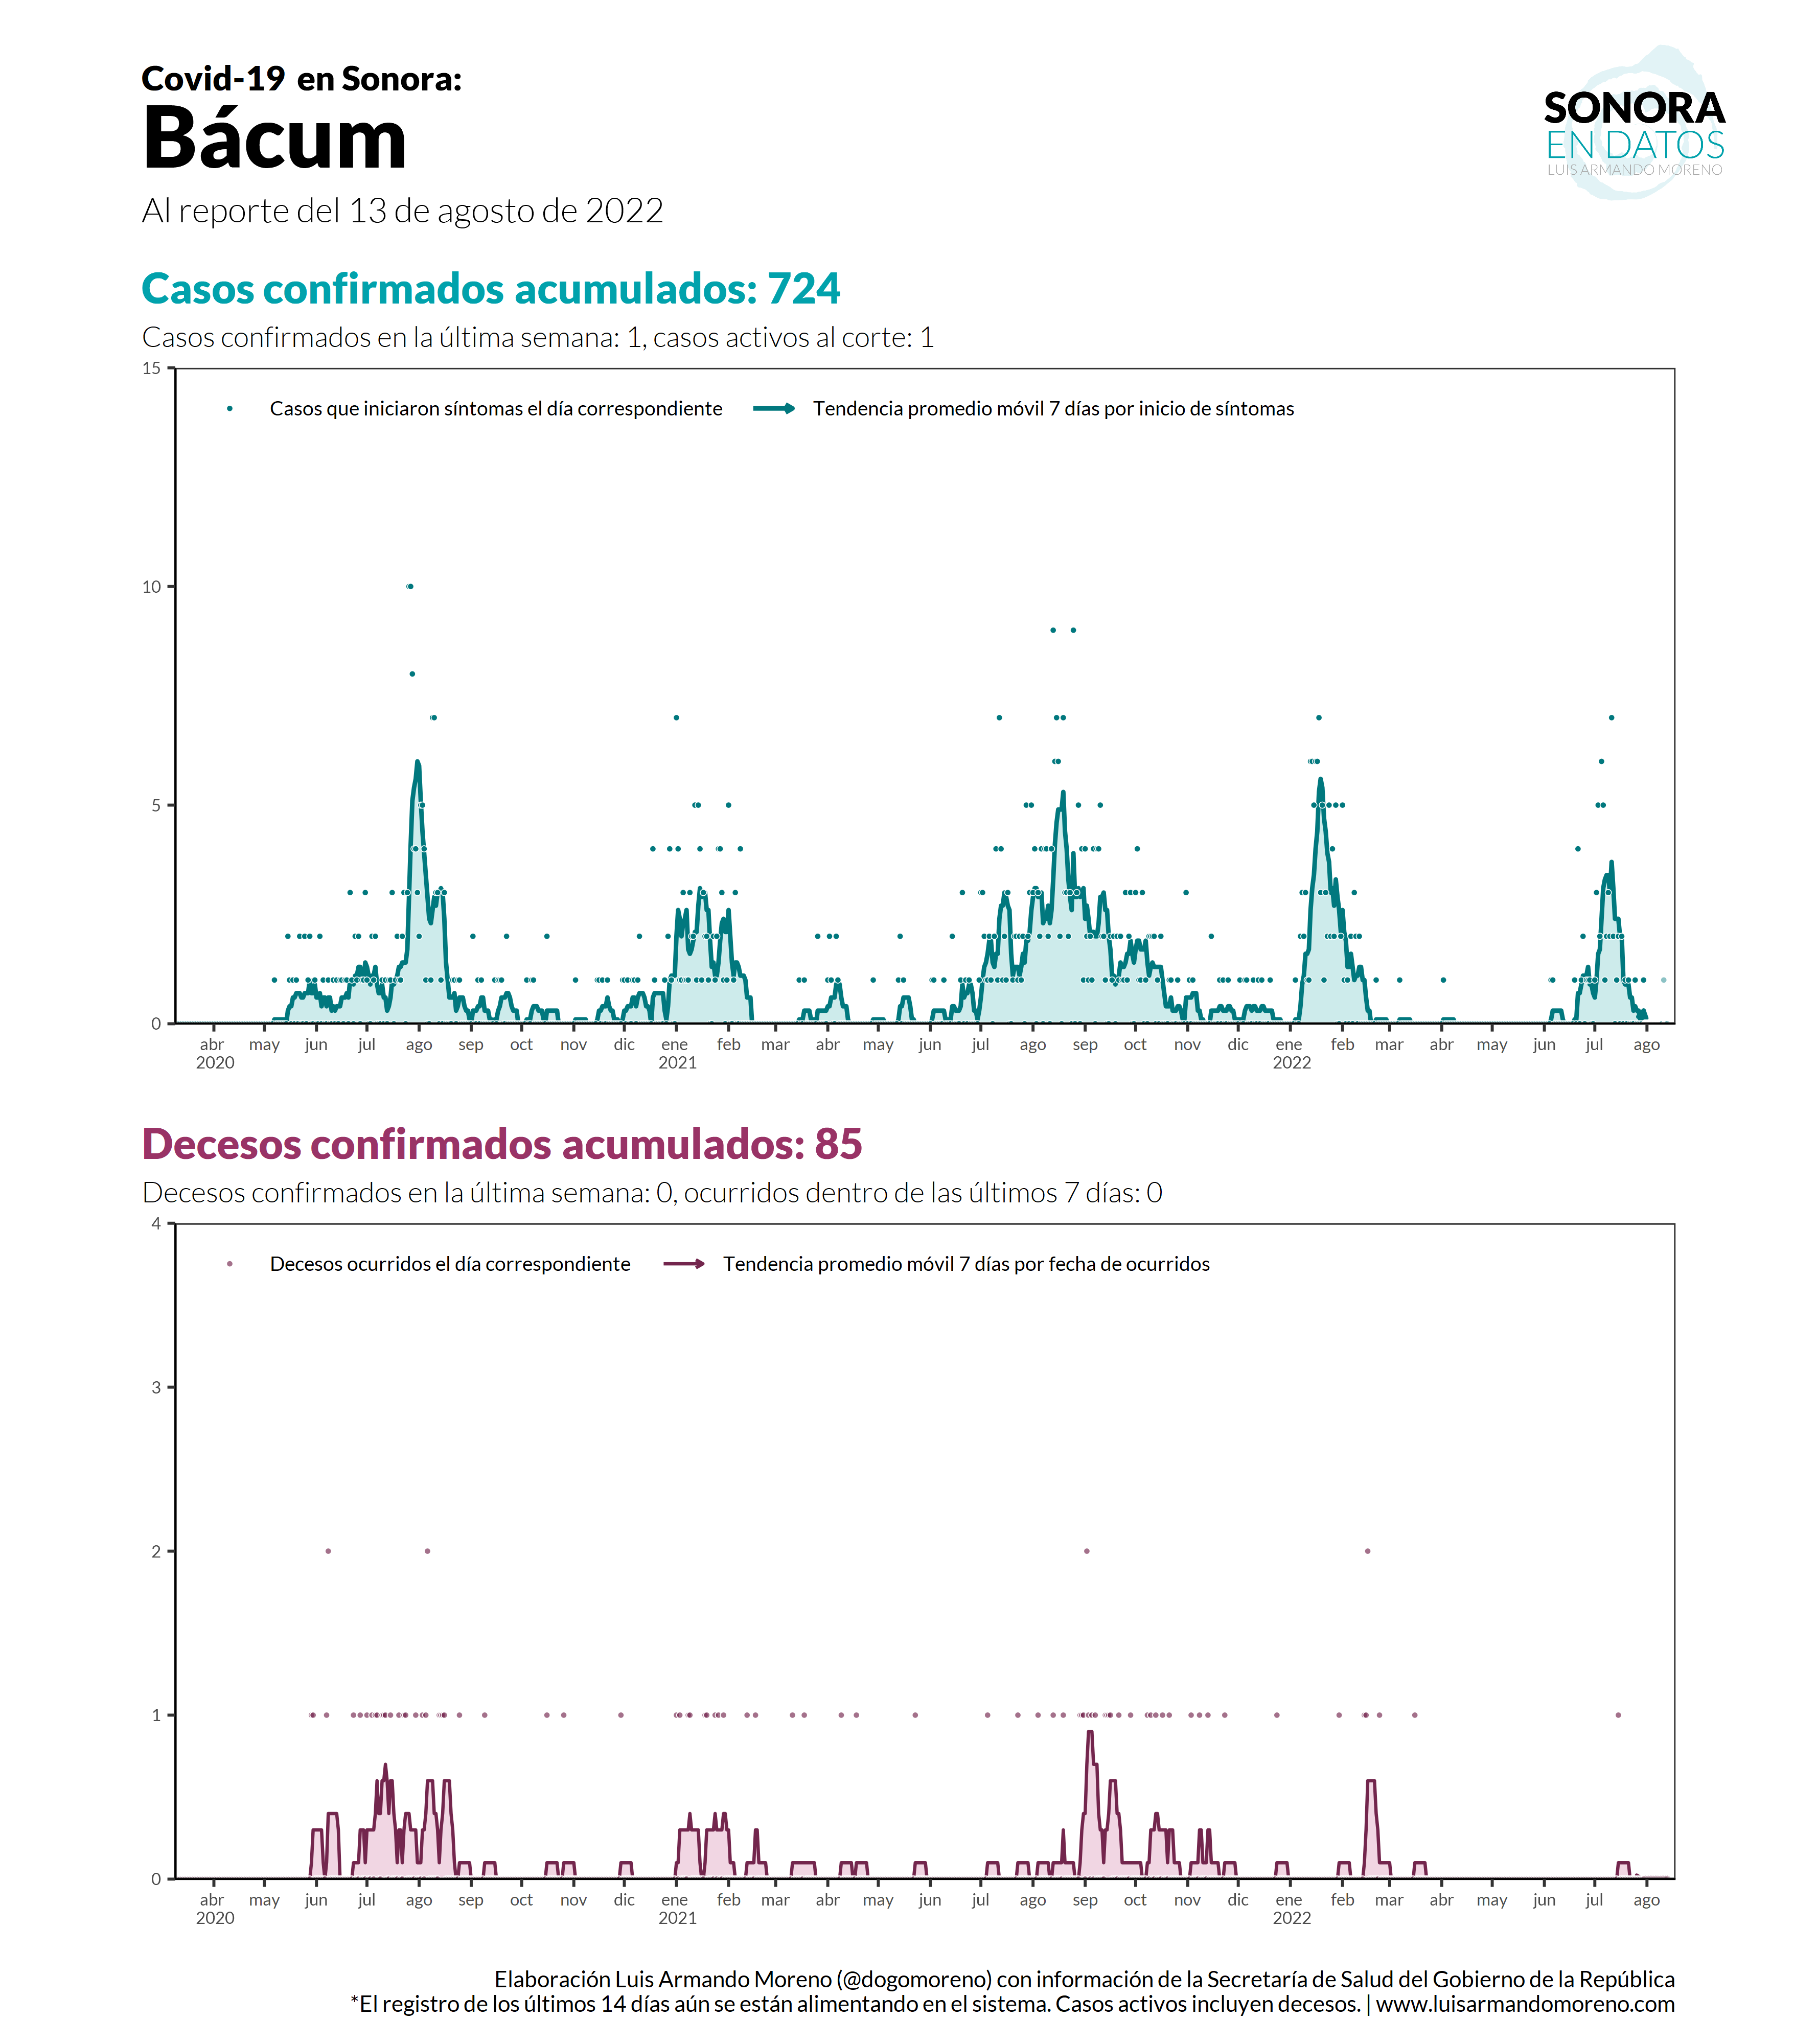 Covid-19 en Sonora:
Bácum
Al reporte del 13 de agosto de 2022
SONORA
EN DATOS
LUIS ARMANDO MORENO
Casos confirmados acumulados: 724
Casos confirmados en la última semana: 1, casos activos al corte: 1
15
Casos que iniciaron síntomas el día correspondiente Tendencia promedio móvil 7 días por inicio de síntomas
10
5
0
abr may jun jul ago sep oct nov dic ene feb mar abr may jun jul ago sep oct nov dic ene feb mar abr may jun jul ago
2020 2021 2022
Decesos confirmados acumulados: 85
Decesos confirmados en la última semana: 0, ocurridos dentro de las últimos 7 días: 0
4
Decesos ocurridos el día correspondiente Tendencia promedio móvil 7 días por fecha de ocurridos
3
2
1
0
abr may jun jul ago sep oct nov dic ene feb mar abr may jun jul ago sep oct nov dic ene feb mar abr may jun jul ago
2020 2021 2022
Elaboración Luis Armando Moreno (@dogomoreno) con información de la Secretaría de Salud del Gobierno de la República
*El registro de los últimos 14 días aún se están alimentando en el sistema. Casos activos incluyen decesos. | www.luisarmandomoreno.com